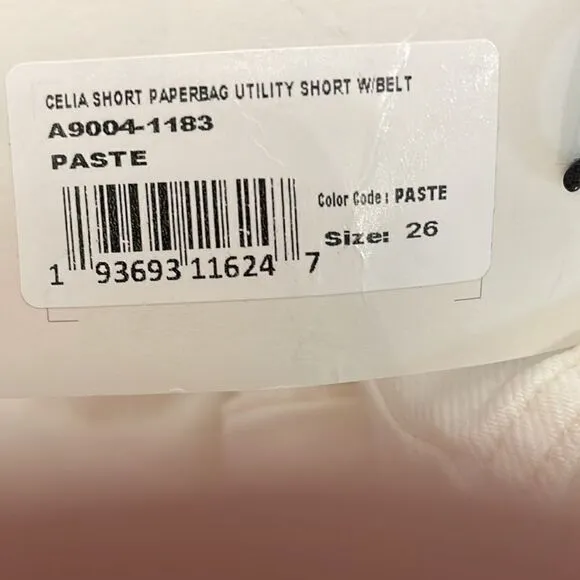 CELIA SHORT PAPERBAG UTILITY SHORT W/BELT
A9004-1183
PASTE
Color Code : PASTE
Size: 26
1 93693 11624 7